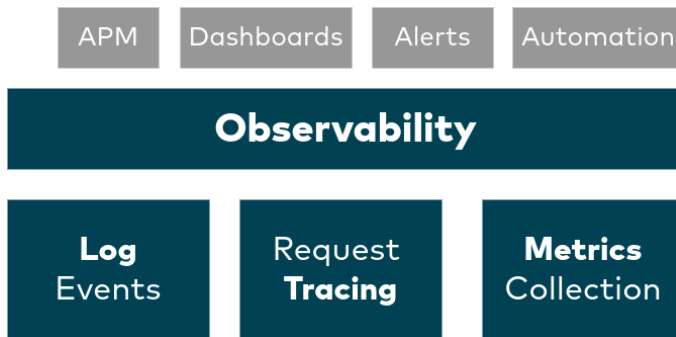 APM Dashboards Alerts Automation
Observability
Log Request Metrics
Events Tracing Collection